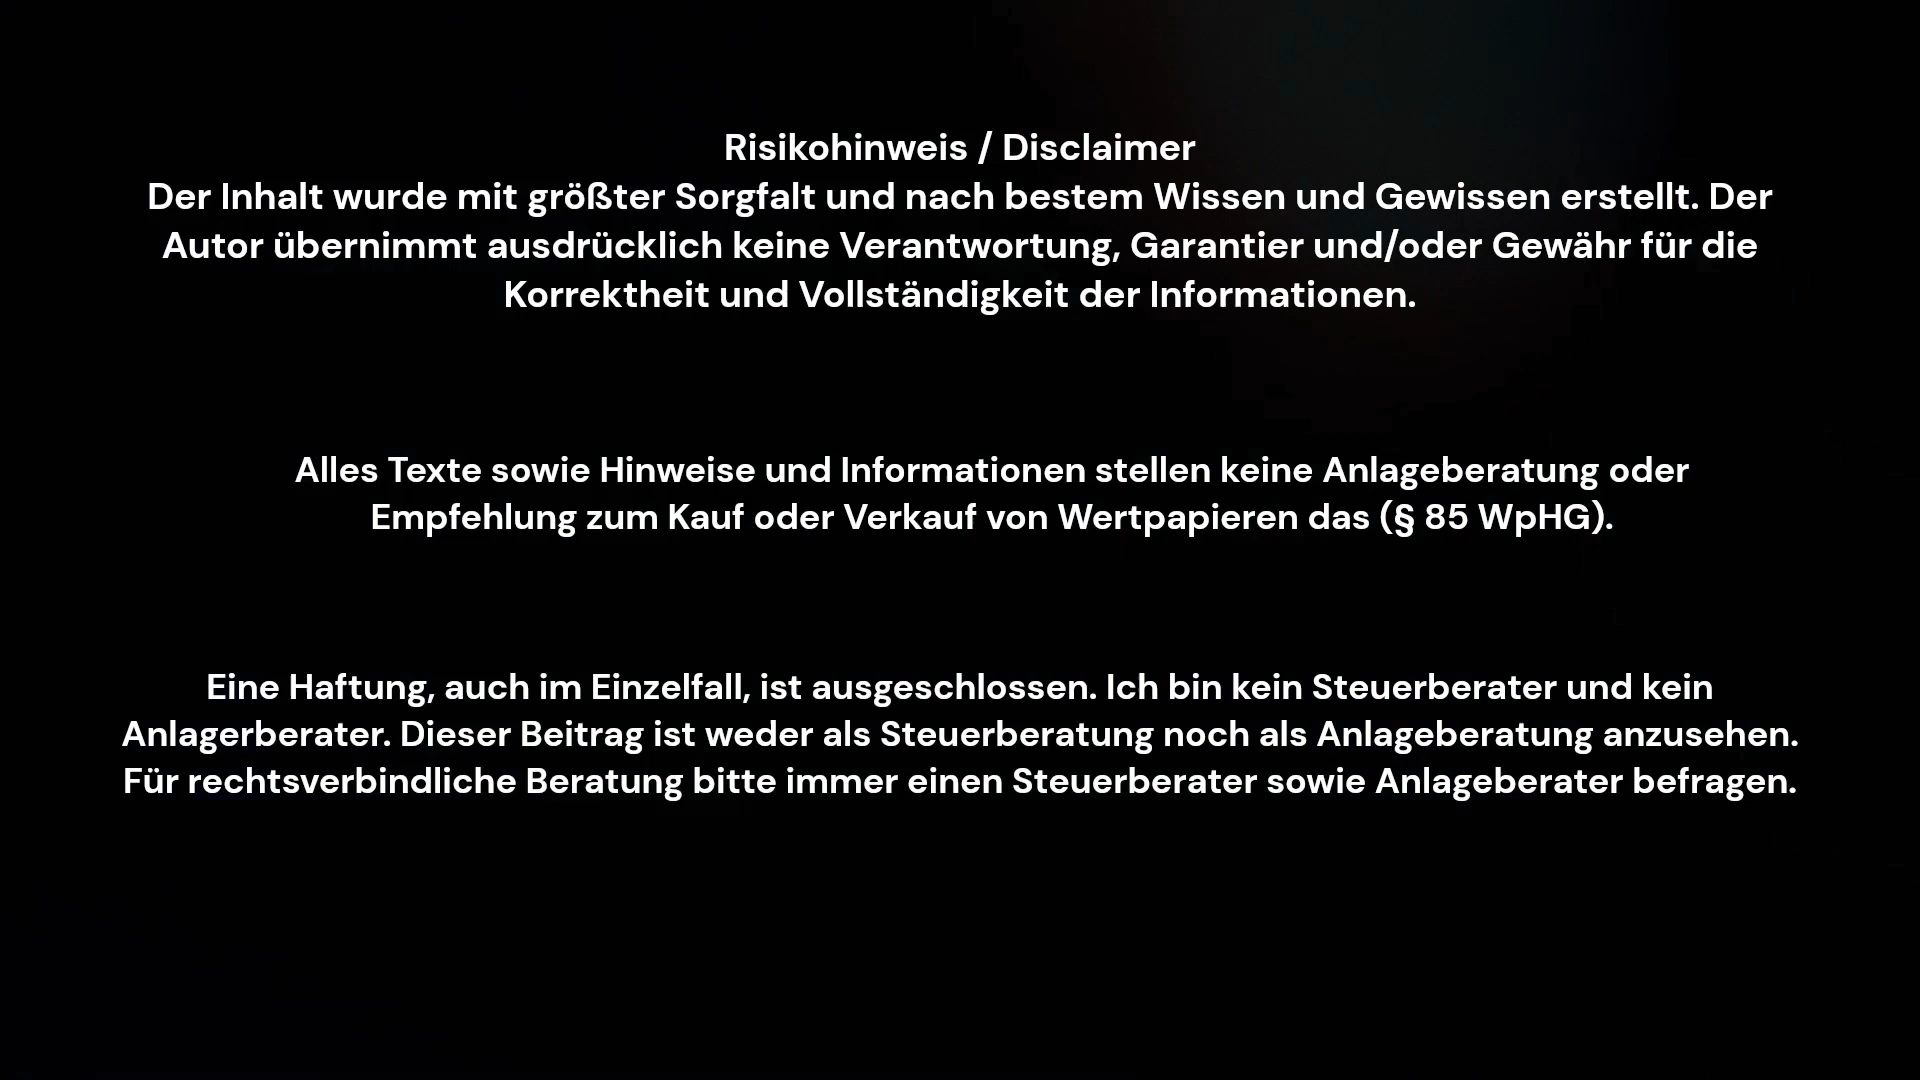 Risikohinweis / Disclaimer
Der Inhalt wurde mit größter Sorgfalt und nach bestem Wissen und Gewissen erstellt. Der
Autor übernimmt ausdrücklich keine Verantwortung, Garantier und/oder Gewähr für die
Korrektheit und Vollständigkeit der Informationen.
Alles Texte sowie Hinweise und Informationen stellen keine Anlageberatung oder
Empfehlung zum Kauf oder Verkauf von Wertpapieren das (§ 85 WpHG).
Eine Haftung, auch im Einzelfall, ist ausgeschlossen. Ich bin kein Steuerberater und kein
Anlagerberater. Dieser Beitrag ist weder als Steuerberatung noch als Anlageberatung anzusehen.
Für rechtsverbindliche Beratung bitte immer einen Steuerberater sowie Anlageberater befragen.